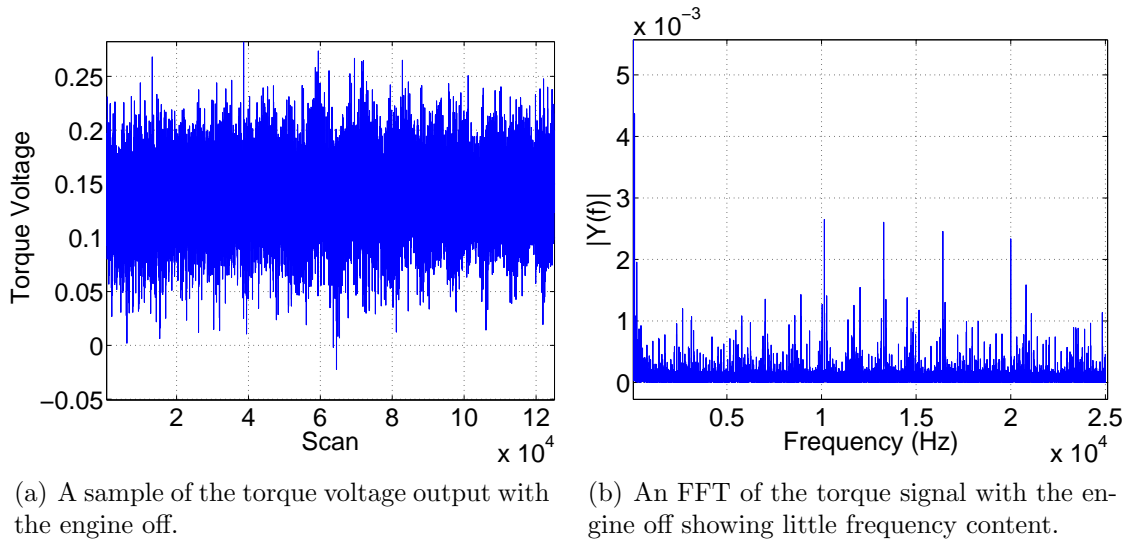 0.25
0.2
0.15
0.1
0.05
0
−0.05
Torque Voltage
2 4 6 8 10 12
Scan
x 10^4
x 10^−3
5
4
3
2
1
0
|Y(f)|
0.5 1 1.5 2 2.5
Frequency (Hz)
x 10^4
(a) A sample of the torque voltage output with
the engine off.
(b) An FFT of the torque signal with the en-
gine off showing little frequency content.